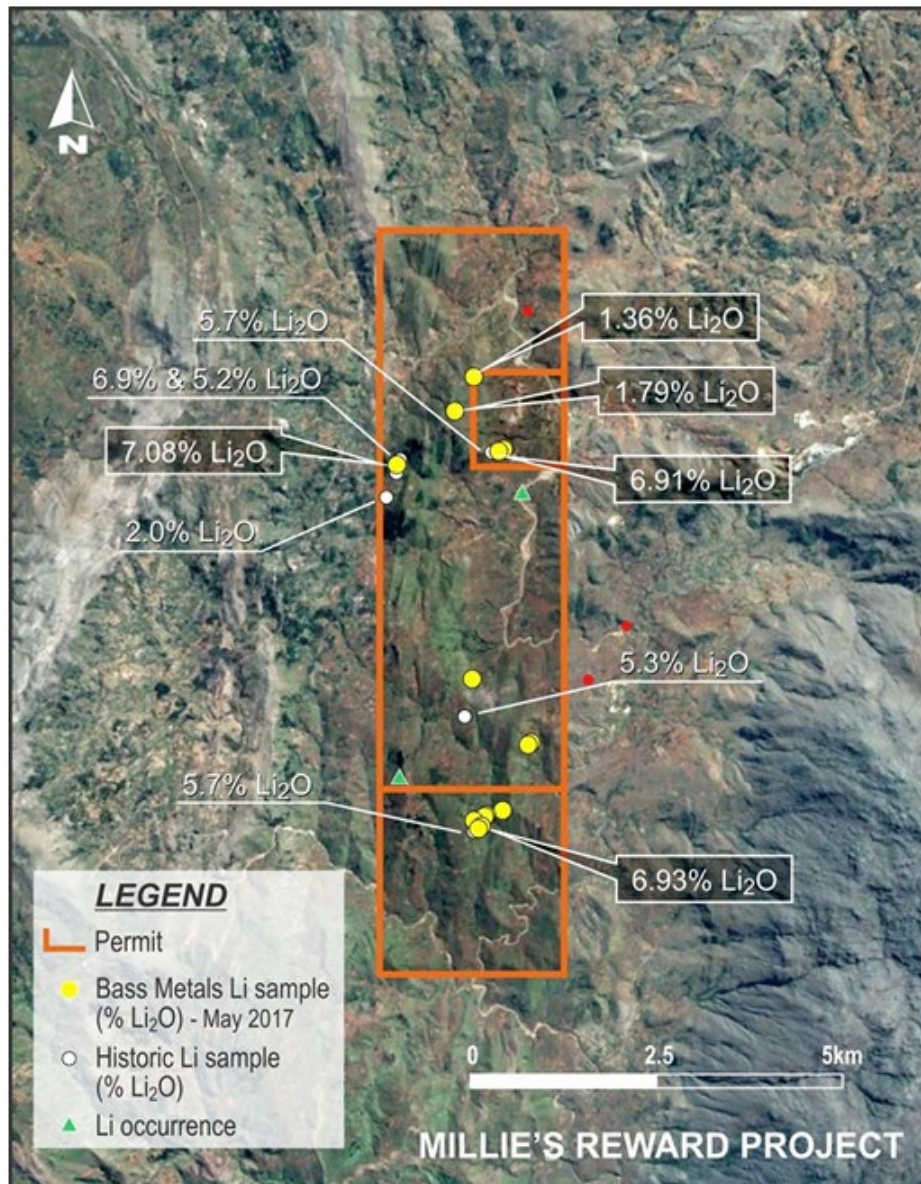 N
5.7% Li₂O
1.36% Li₂O
6.9% & 5.2% Li₂O
1.79% Li₂O
7.08% Li₂O
6.91% Li₂O
2.0% Li₂O
5.3% Li₂O
5.7% Li₂O
6.93% Li₂O
LEGEND
Permit
Bass Metals Li sample
(% Li₂O) - May 2017
Historic Li sample
(% Li₂O)
Li occurrence
0 2.5 5km
MILLIE'S REWARD PROJECT